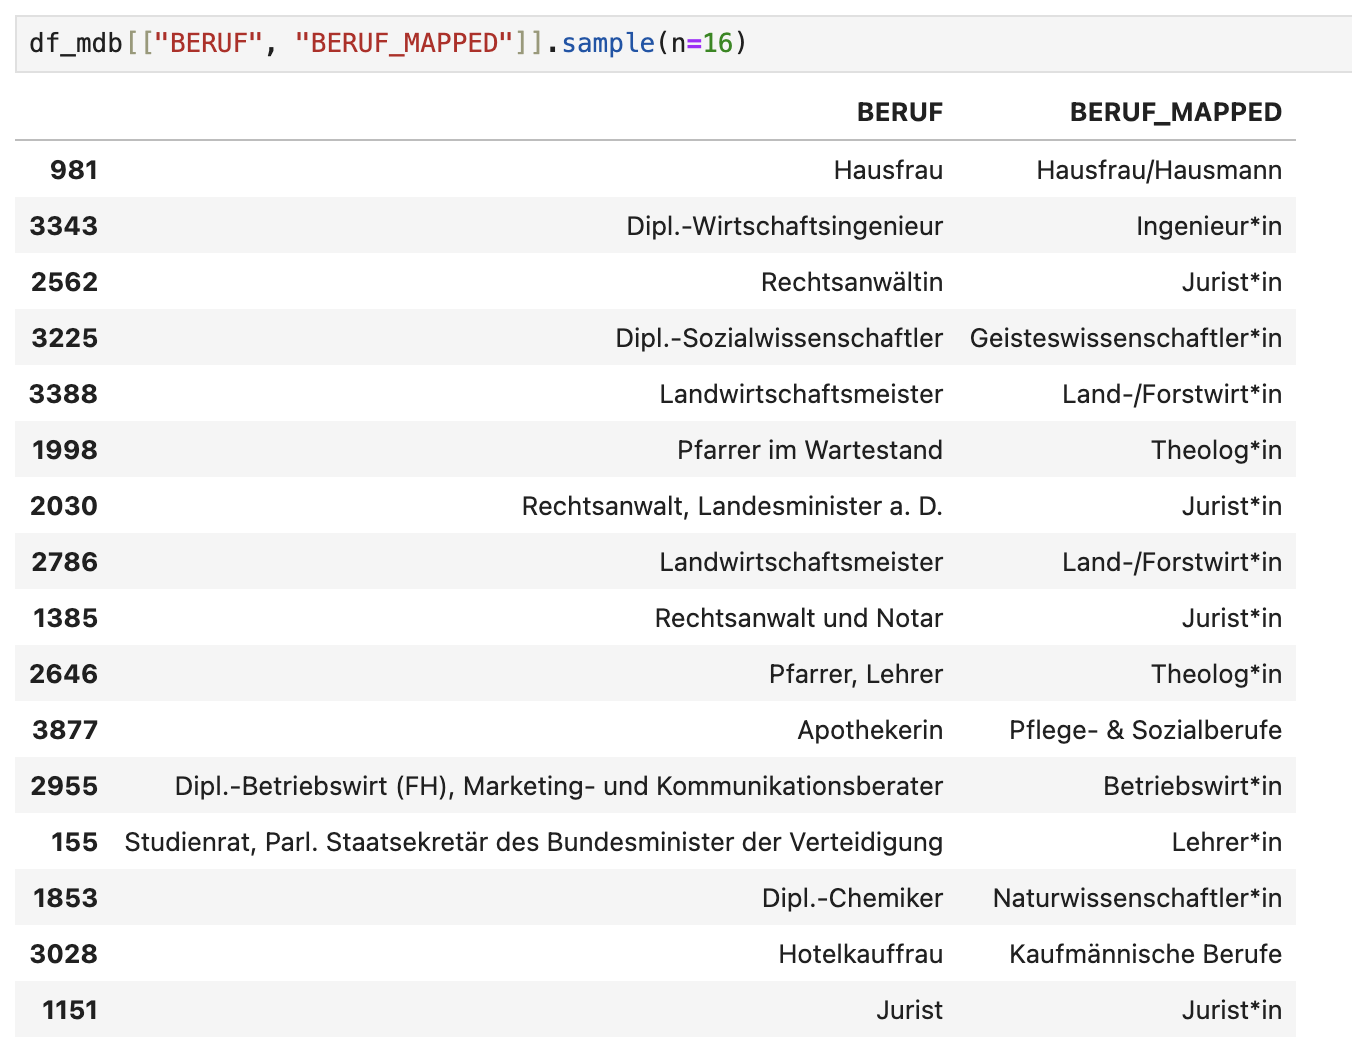 df_mdb[["BERUF", "BERUF_MAPPED"]].sample(n=16)
BERUF BERUF_MAPPED
981 Hausfrau Hausfrau/Hausmann
3343 Dipl.-Wirtschaftsingenieur Ingenieur*in
2562 Rechtsanwältin Jurist*in
3225 Dipl.-Sozialwissenschaftler Geisteswissenschaftler*in
3388 Landwirtschaftsmeister Land-/Forstwirt*in
1998 Pfarrer im Wartestand Theolog*in
2030 Rechtsanwalt, Landesminister a. D. Jurist*in
2786 Landwirtschaftsmeister Land-/Forstwirt*in
1385 Rechtsanwalt und Notar Jurist*in
2646 Pfarrer, Lehrer Theolog*in
3877 Apothekerin Pflege- & Sozialberufe
2955 Dipl.-Betriebswirt (FH), Marketing- und Kommunikationsberater Betriebswirt*in
155 Studienrat, Parl. Staatsekretär des Bundesminister der Verteidigung Lehrer*in
1853 Dipl.-Chemiker Naturwissenschaftler*in
3028 Hotelkauffrau Kaufmännische Berufe
1151 Jurist Jurist*in